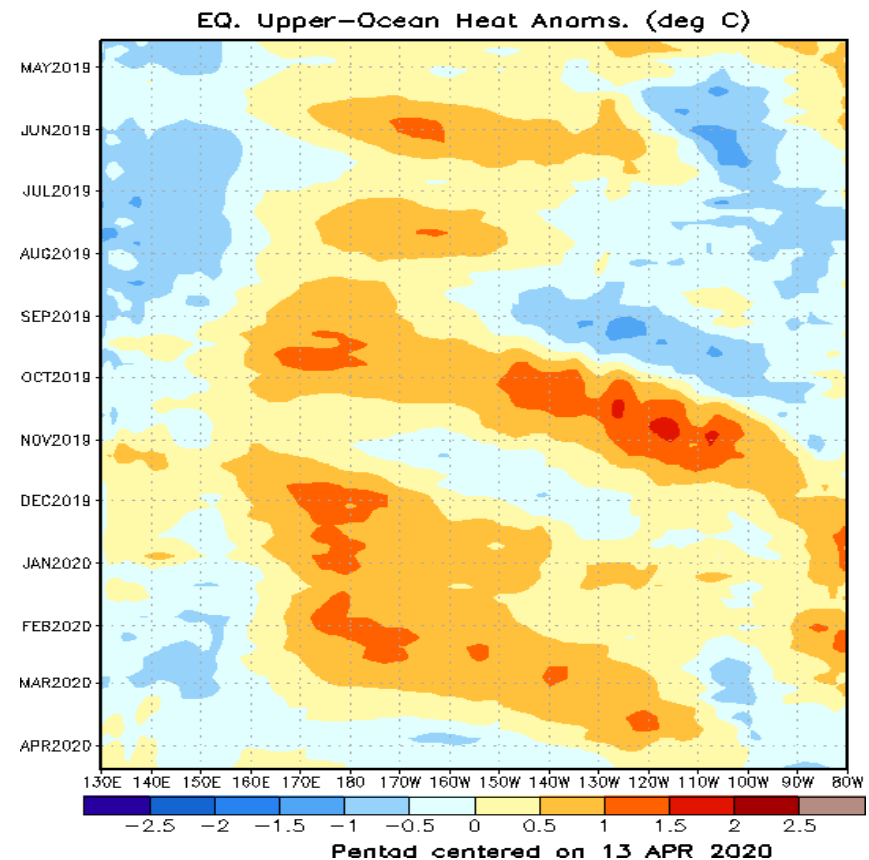 EQ. Upper-Ocean Heat Anoms. (deg C)
MAY2019
JUN2019
JUL2019
AUG2019
SEP2019
OCT2019
NOV2019
DEC2019
JAN2020
FEB2020
MAR2020
APR2020
130E 140E 150E 160E 170E 180 170W 160W 150W 140W 130W 120W 110W 100W 90W 80W
-2.5 -2 -1.5 -1 -0.5 0 0.5 1 1.5 2 2.5
Pentad centered on 13 APR 2020